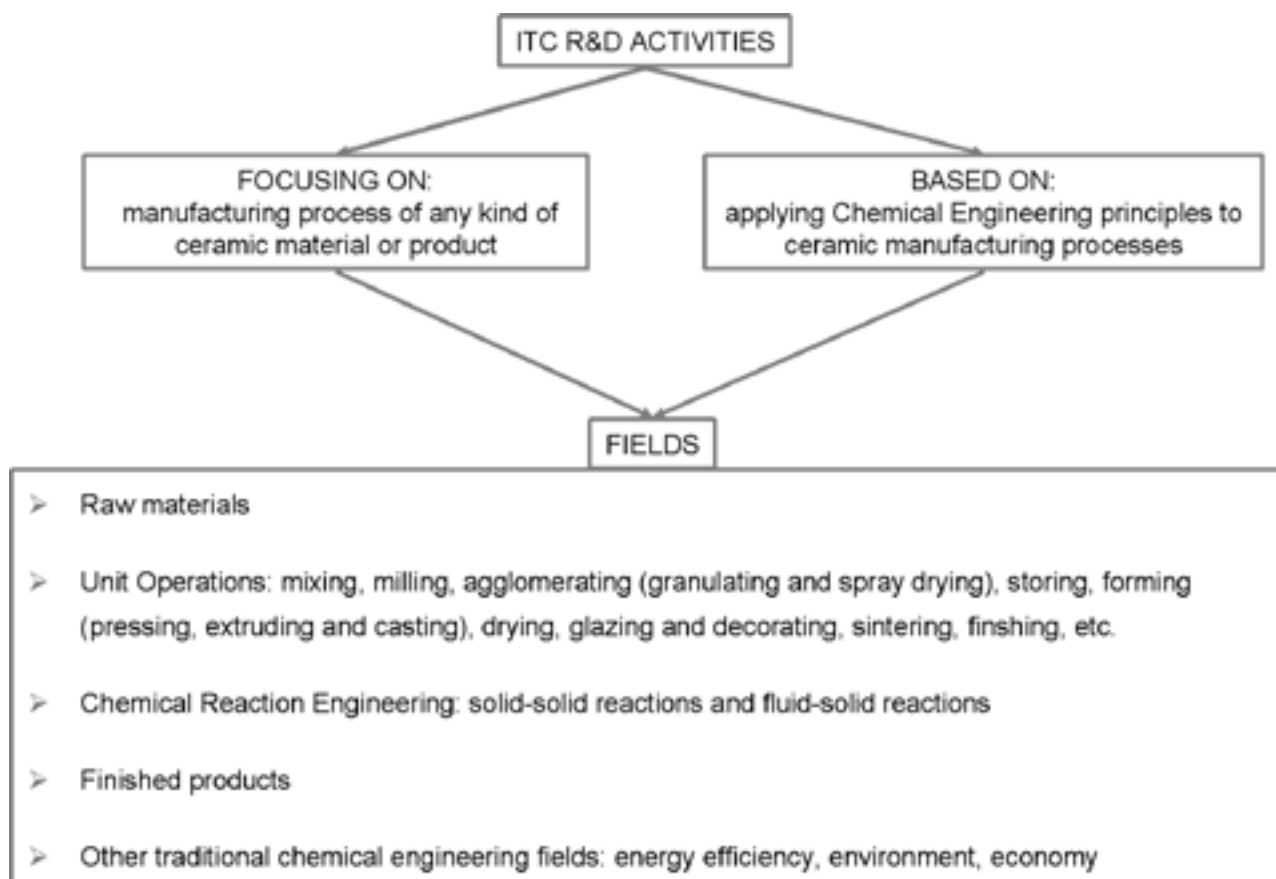 ITC R&D ACTIVITIES
FOCUSING ON:
manufacturing process of any kind of
ceramic material or product
BASED ON:
applying Chemical Engineering principles to
ceramic manufacturing processes
FIELDS
➢ Raw materials
➢ Unit Operations: mixing, milling, agglomerating (granulating and spray drying), storing, forming
(pressing, extruding and casting), drying, glazing and decorating, sintering, finshing, etc.
➢ Chemical Reaction Engineering: solid-solid reactions and fluid-solid reactions
➢ Finished products
➢ Other traditional chemical engineering fields: energy efficiency, environment, economy